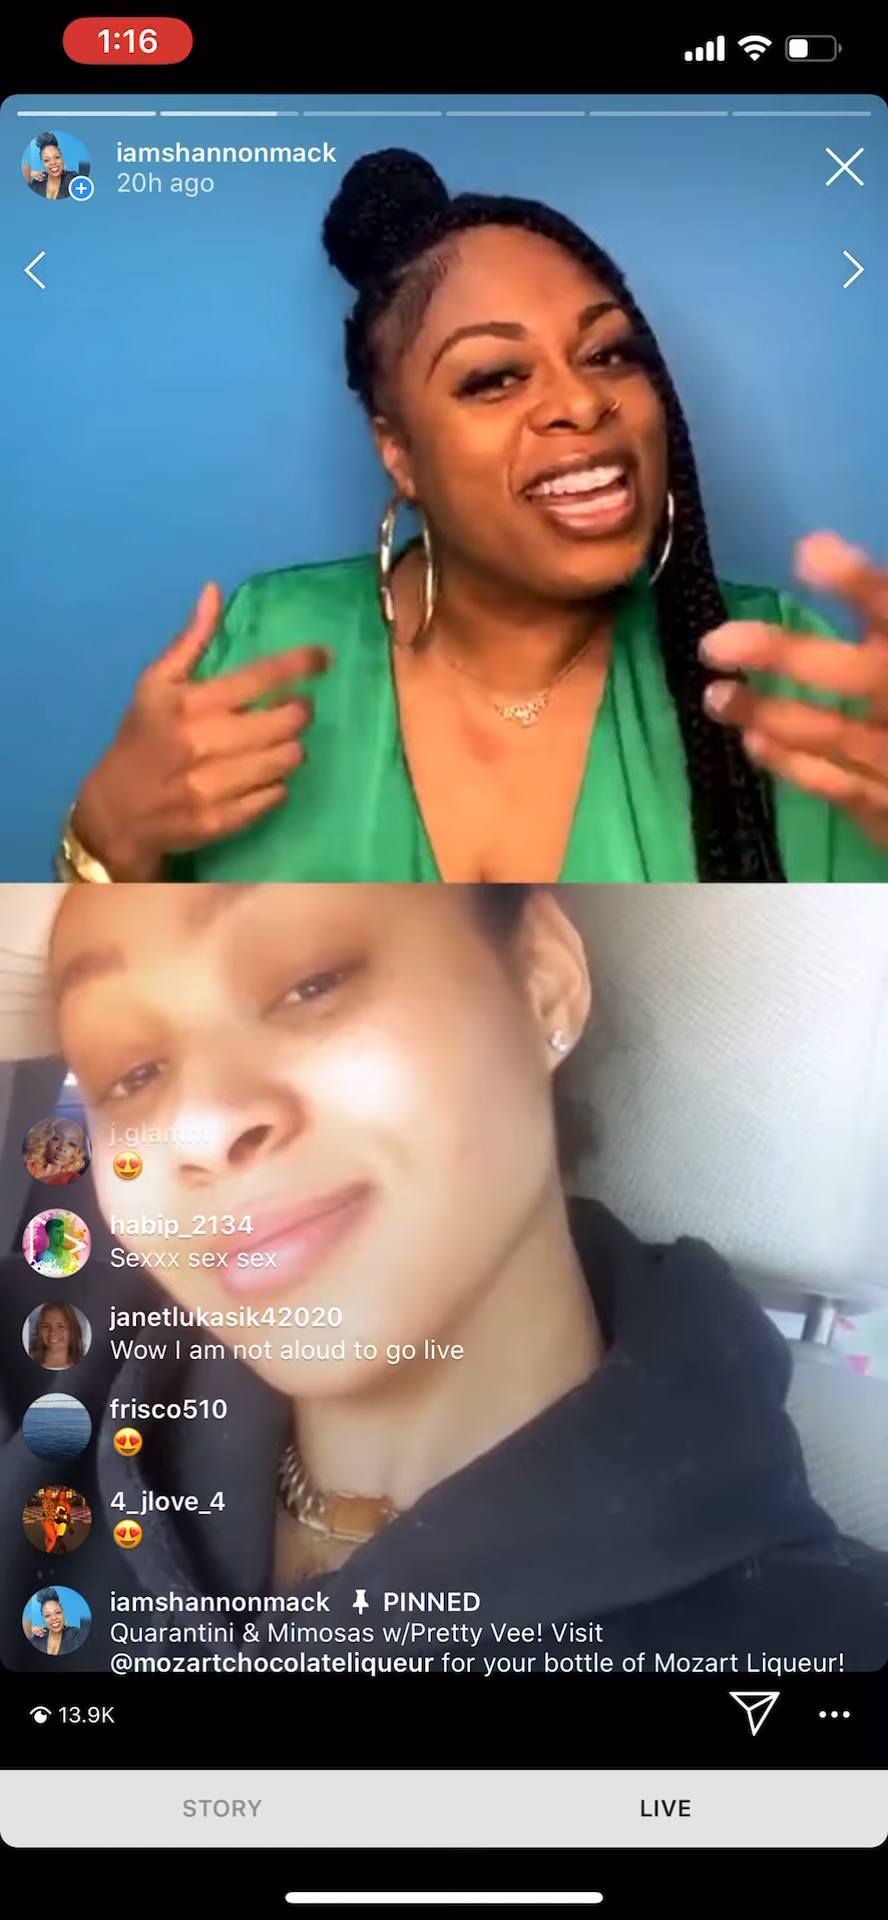 1:16
iamshannonmack
20h ago
j.glamm
habip_2134
Sexxx sex sex
janetlukasik42020
Wow I am not aloud to go live
frisco510
4_jlove_4
iamshannonmack PINNED
Quarantini & Mimosas w/Pretty Vee! Visit
@mozartchocolateliqueur for your bottle of Mozart Liqueur!
13.9K
STORY
LIVE